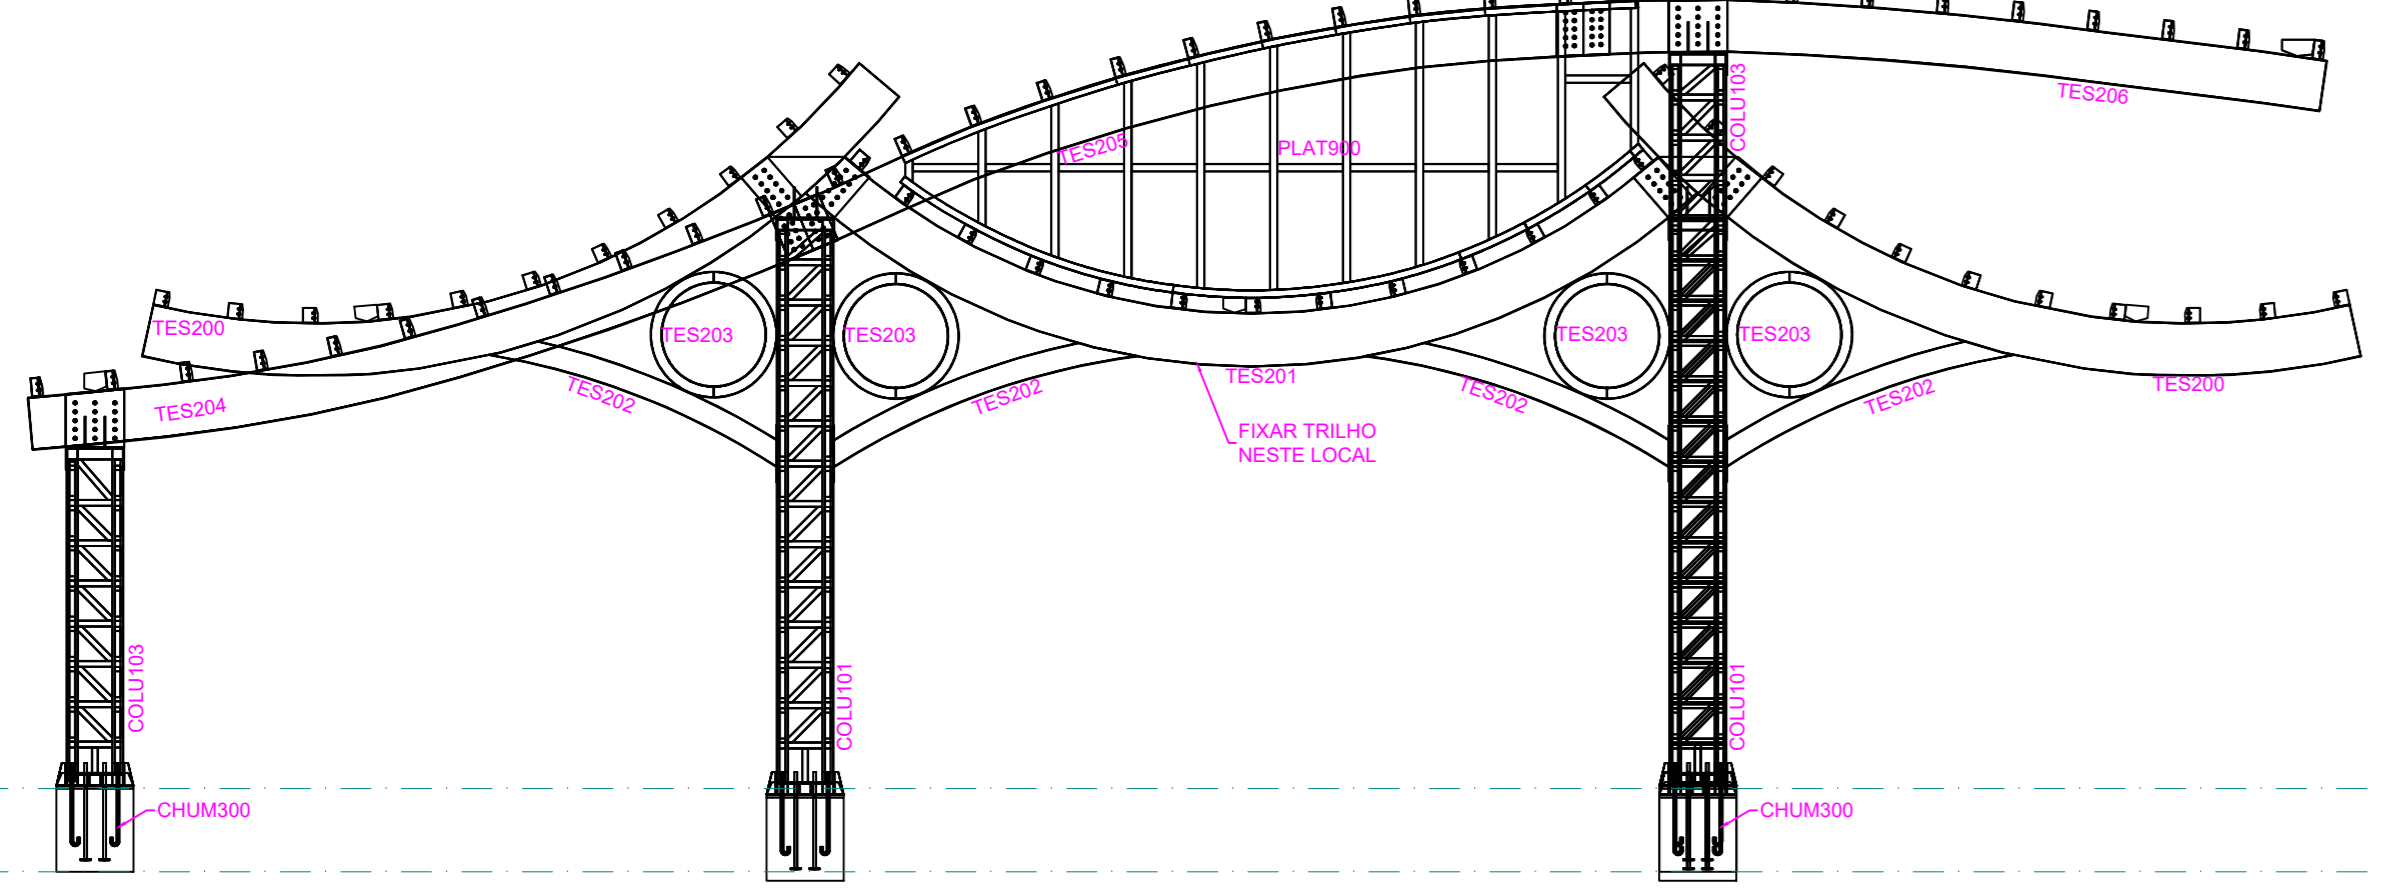 COLU103
TES206
TES205
PLAT900
TES200
TES203
TES203
TES203
TES203
TES201
TES202
TES202
TES202
TES202
TES200
TES204
FIXAR TRILHO
NESTE LOCAL
COLU103
COLU101
COLU101
CHUM300
CHUM300